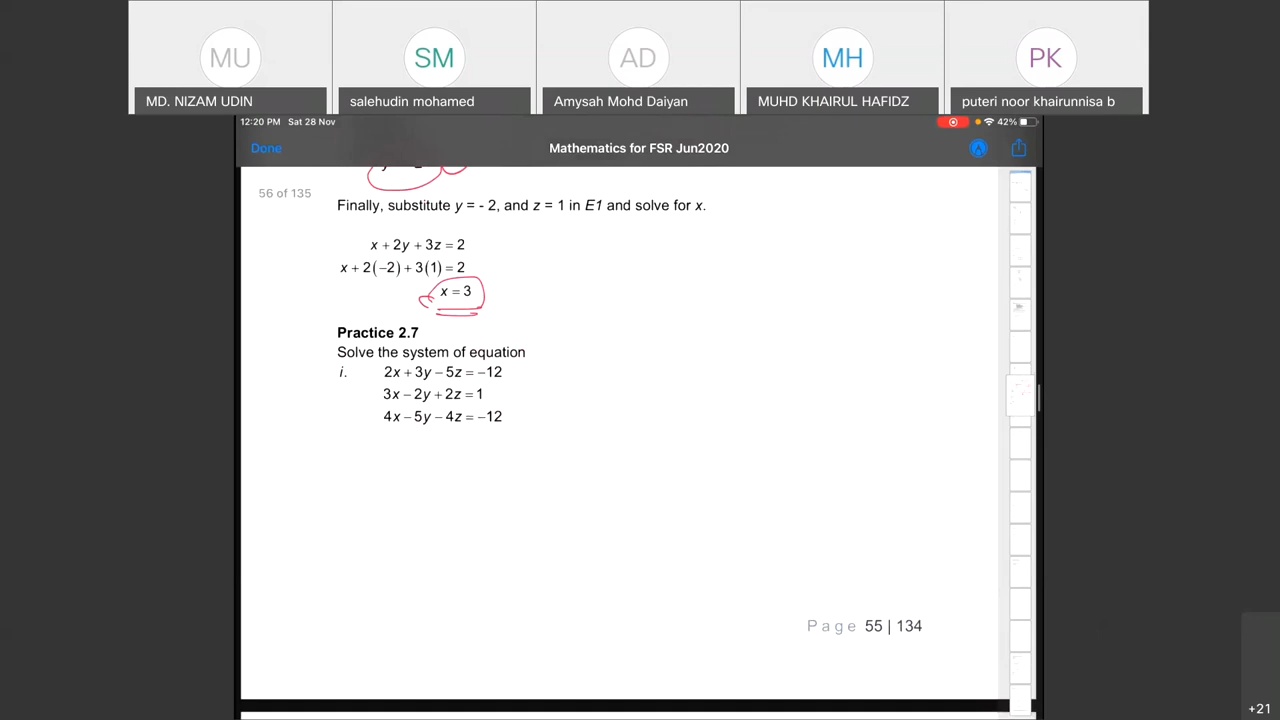 MU
SM
AD
MH
PK
MD. NIZAM UDIN
salehudin mohamed
Amysah Mohd Daiyan
MUHD KHAIRUL HAFIDZ
puteri noor khairunnisa b
12:20 PM Sat 28 Nov
42%
Done
Mathematics for FSR Jun2020
56 of 135
Finally, substitute y = - 2, and z = 1 in E1 and solve for x.
x + 2y + 3z = 2
x + 2(−2) + 3(1) = 2
x = 3
Practice 2.7
Solve the system of equation
i. 2x + 3y − 5z = −12
3x − 2y + 2z = 1
4x − 5y − 4z = −12
Page 55 | 134
+21